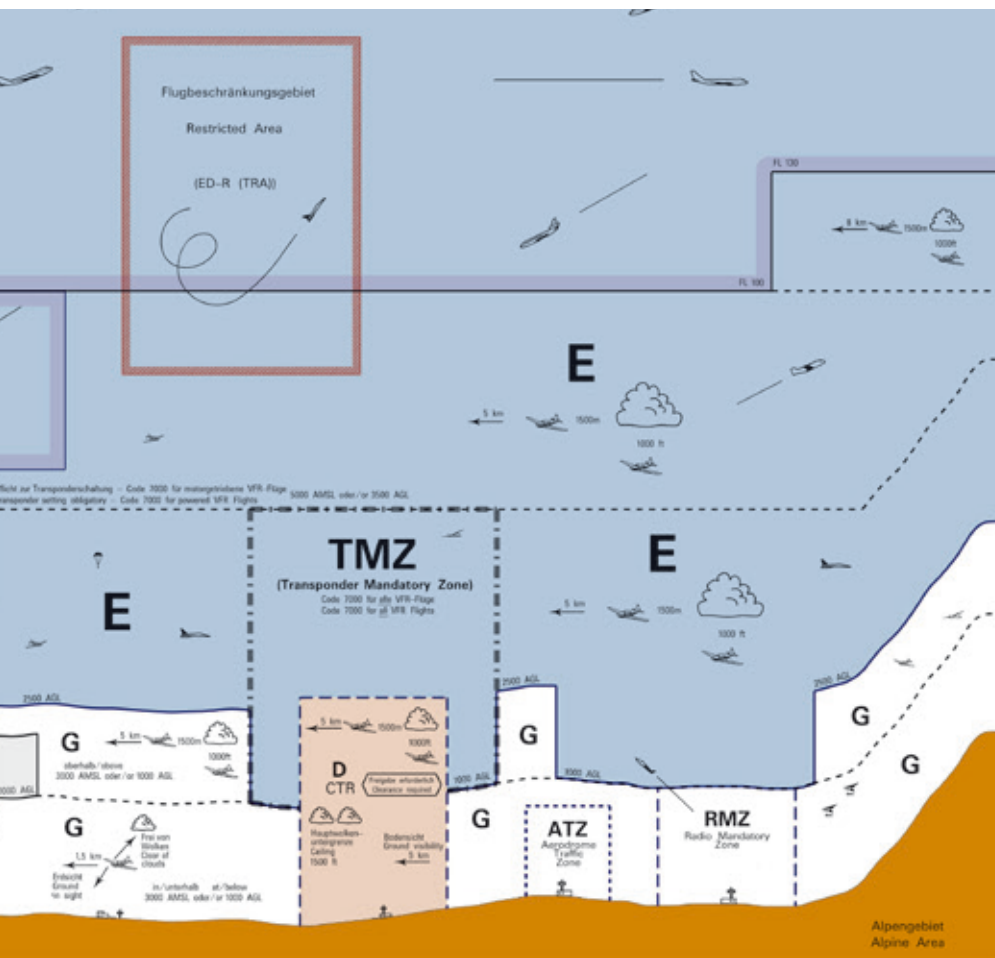 Flugbeschränkungsgebiet
Restricted Area
(ED-R (TRA))
FL 130
8 km
1500m
1000ft
FL 100
E
5 km
1500m
1000 ft
zur Transponderschaltung - Code 7000 für motorgetriebene VFR-Flüge
setting obligatory - Code 7000 for powered VFR Flights
5000 AMSL oder/or 3500 AGL
TMZ
(Transponder Mandatory Zone)
Code 7000 für alle VFR-Flüge
Code 7000 for all VFR Flights
E
5 km
1500m
1000 ft
E
2500 AGL
2500 AGL
2500 AGL
G
5 km
1500m
1000ft
oberhalb/above
3000 AMSL oder/or 1000 AGL
5 km
1500m
1000ft
D
CTR
Freigabe erforderlich
Clearance required
1000 AGL
G
1000 AGL
G
G
G
1,5 km
Frei von
Wolken
Clear of
clouds
Erdsicht
Ground
in sight
in/unterhalb at/below
3000 AMSL oder/or 1000 AGL
Hauptwolken-
untergrenze
Ceiling
1500 ft
Bodensicht
Ground visibility
5 km
G
ATZ
Aerodrome
Traffic
Zone
RMZ
Radio Mandatory
Zone
Alpengebiet
Alpine Area